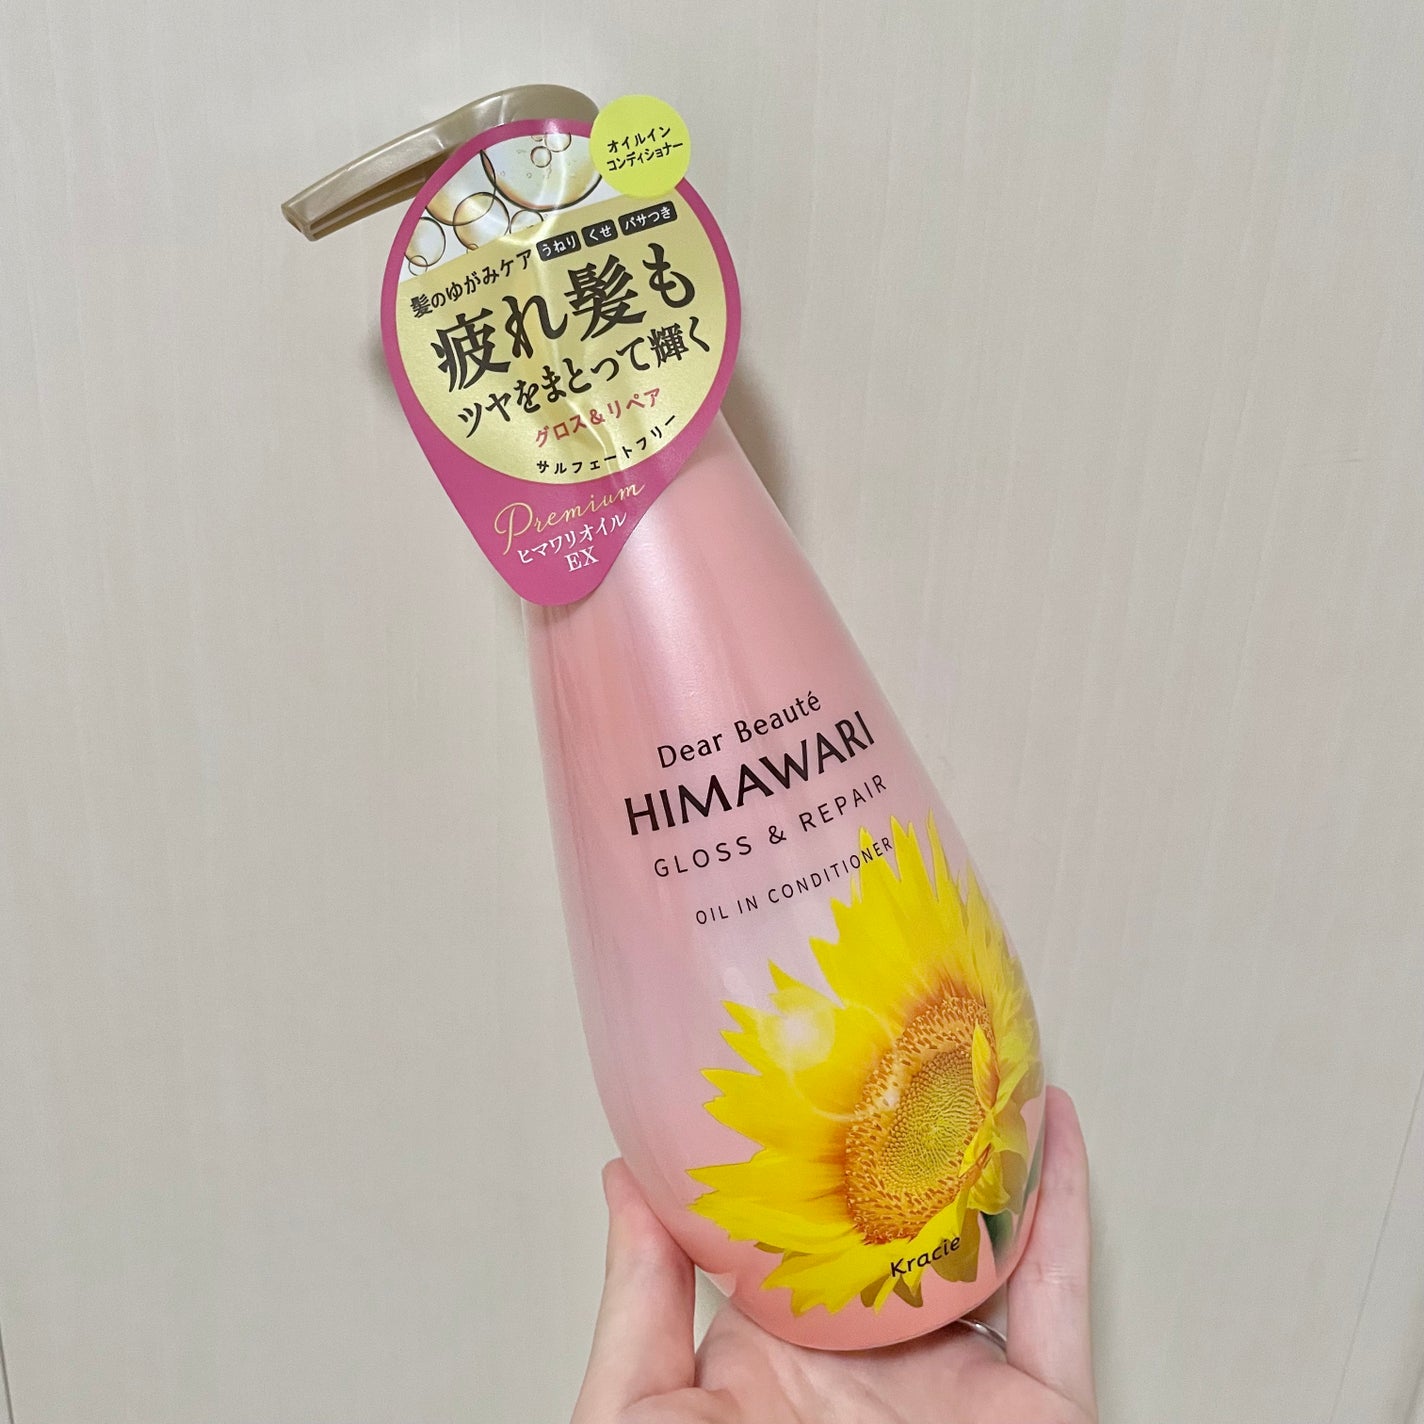 オイルイン
コンディショナー
髪のゆがみケア うねり くせ パサつき
疲れ髪も
ツヤをまとって輝く
グロス&リペア
サルフェートフリー
Premium
ヒマワリオイル
EX
Dear Beauté
HIMAWARI
GLOSS & REPAIR
OIL IN CONDITIONER
Kracie